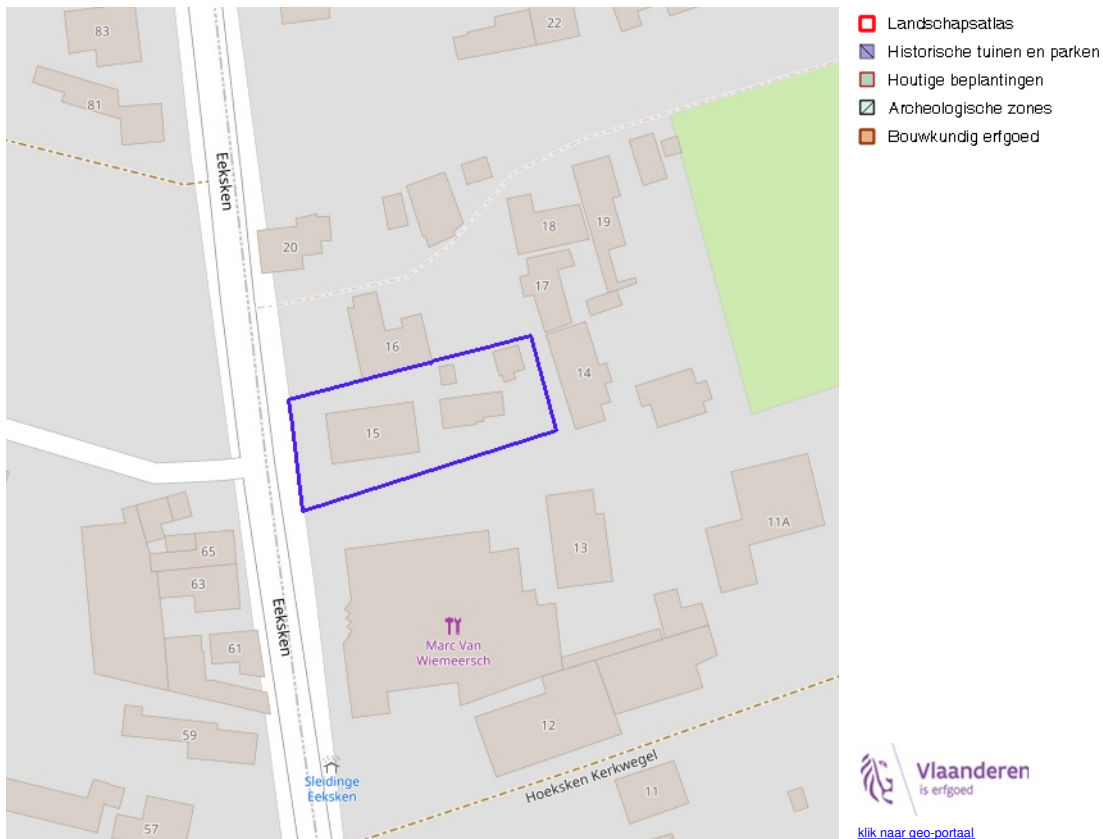 83
22
81
Eeksken
20
18
19
17
16
14
15
13
11A
65
63
Eeksken
61
Marc Van
Wiemeersch
59
12
Sleidinge
Eeksken
Hoeksken Kerkwegel
11
57
Landschapsatlas
Historische tuinen en parken
Houtige beplantingen
Archeologische zones
Bouwkundig erfgoed
Vlaanderen
is erfgoed
klik naar geo-portaal